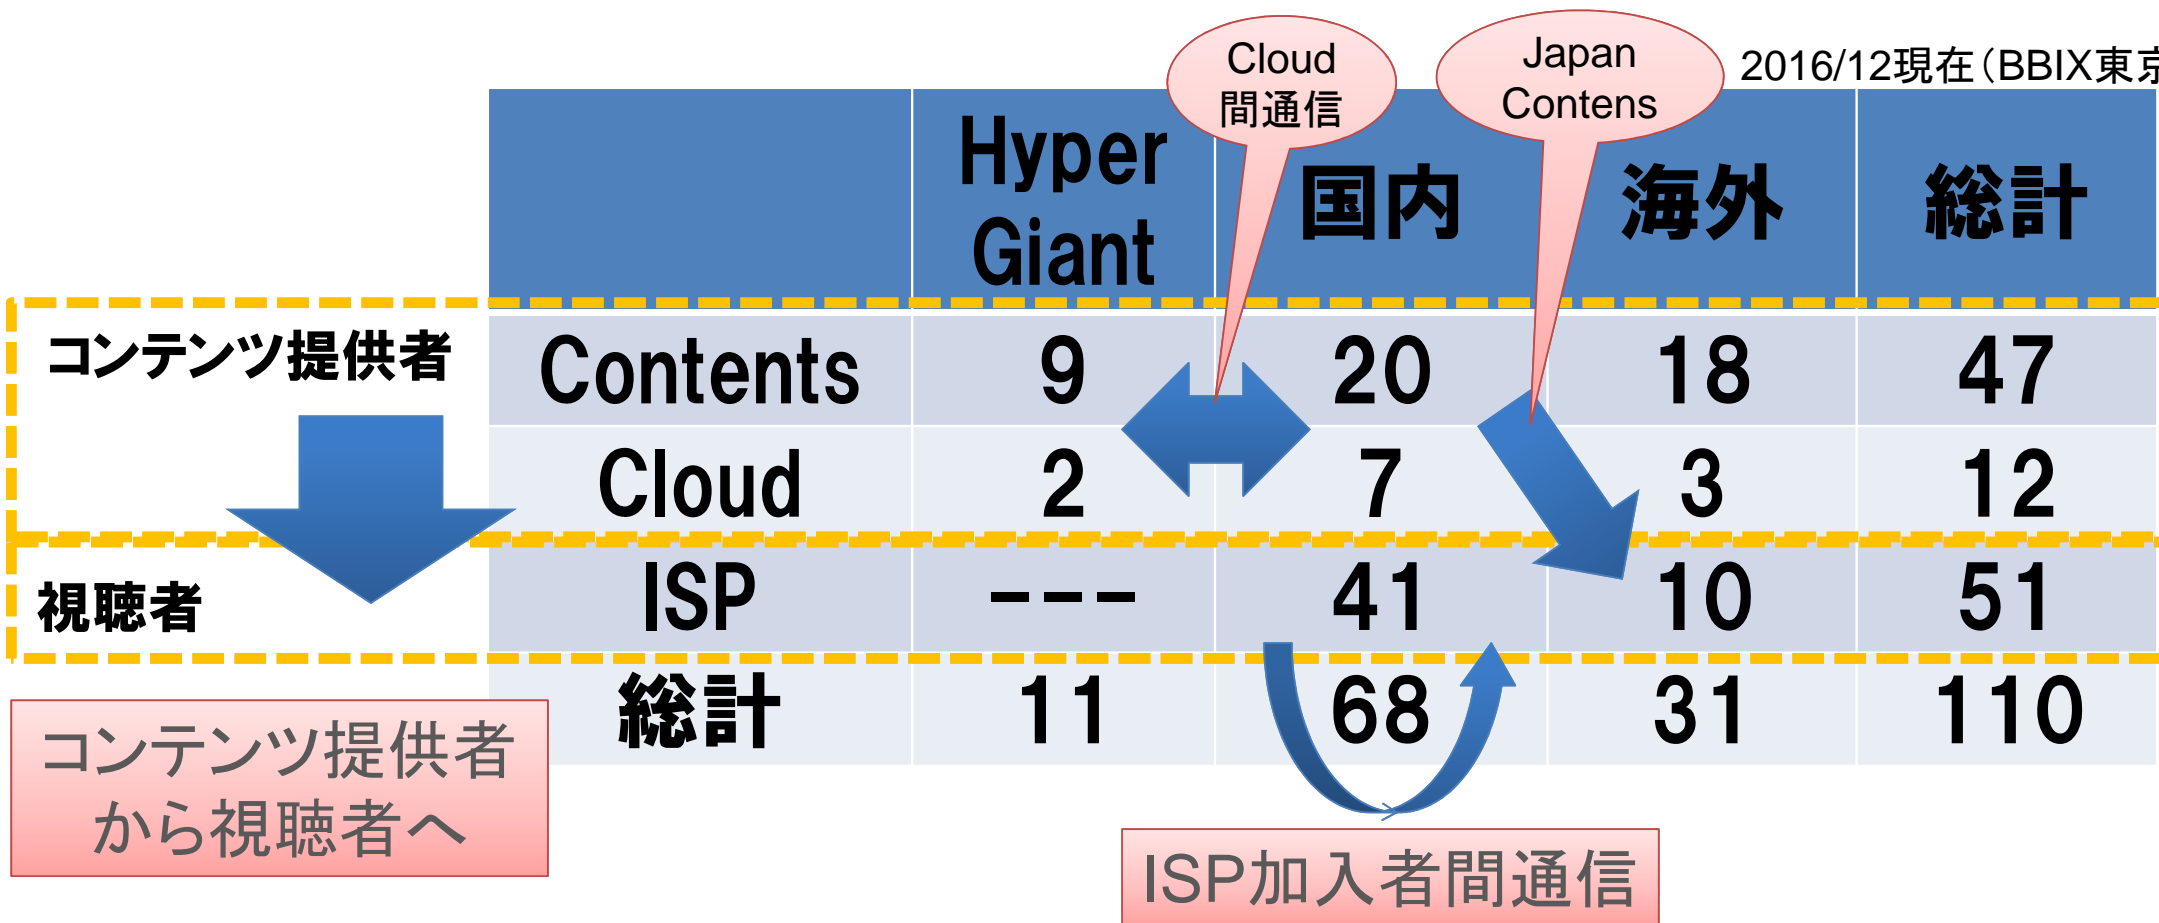 Cloud
間通信
Japan
Contens
2016/12現在（BBIX東京
Hyper
Giant
国内
海外
総計
コンテンツ提供者
Contents
9
20
18
47
Cloud
2
7
3
12
視聴者
ISP
---
41
10
51
総計
11
68
31
110
コンテンツ提供者
から視聴者へ
ISP加入者間通信